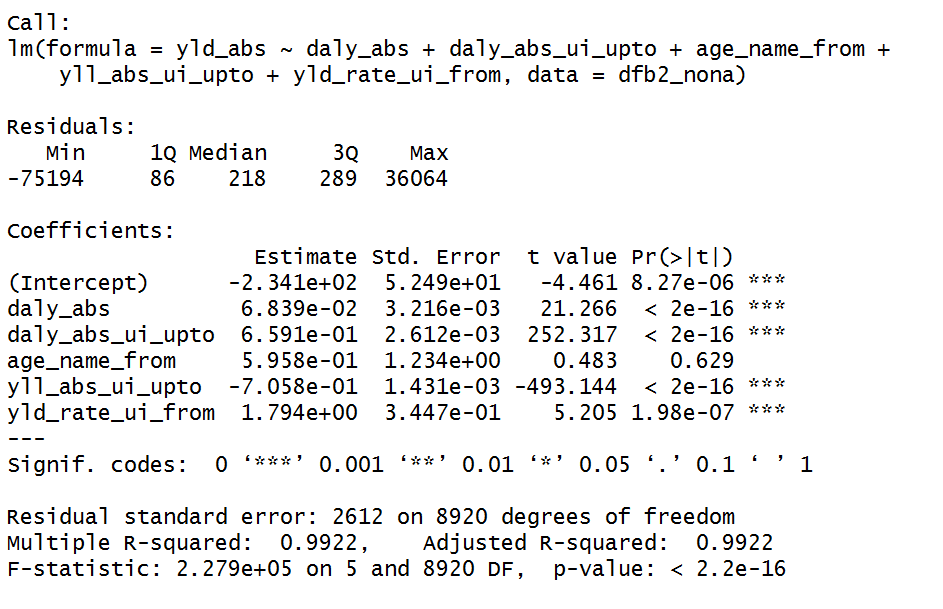 Call:
lm(formula = yld_abs ~ daly_abs + daly_abs_ui_upto + age_name_from +
    yll_abs_ui_upto + yld_rate_ui_from, data = dfb2_nona)

Residuals:
   Min     1Q Median     3Q    Max
-75194     86    218    289  36064

Coefficients:
                   Estimate Std. Error  t value Pr(>|t|)
(Intercept)      -2.341e+02  5.249e+01   -4.461 8.27e-06 ***
daly_abs          6.839e-02  3.216e-03   21.266  < 2e-16 ***
daly_abs_ui_upto  6.591e-01  2.612e-03  252.317  < 2e-16 ***
age_name_from     5.958e-01  1.234e+00    0.483    0.629
yll_abs_ui_upto  -7.058e-01  1.431e-03 -493.144  < 2e-16 ***
yld_rate_ui_from  1.794e+00  3.447e-01    5.205 1.98e-07 ***
---
Signif. codes:  0 ‘***’ 0.001 ‘**’ 0.01 ‘*’ 0.05 ‘.’ 0.1 ‘ ’ 1

Residual standard error: 2612 on 8920 degrees of freedom
Multiple R-squared:  0.9922,    Adjusted R-squared:  0.9922
F-statistic: 2.279e+05 on 5 and 8920 DF,  p-value: < 2.2e-16